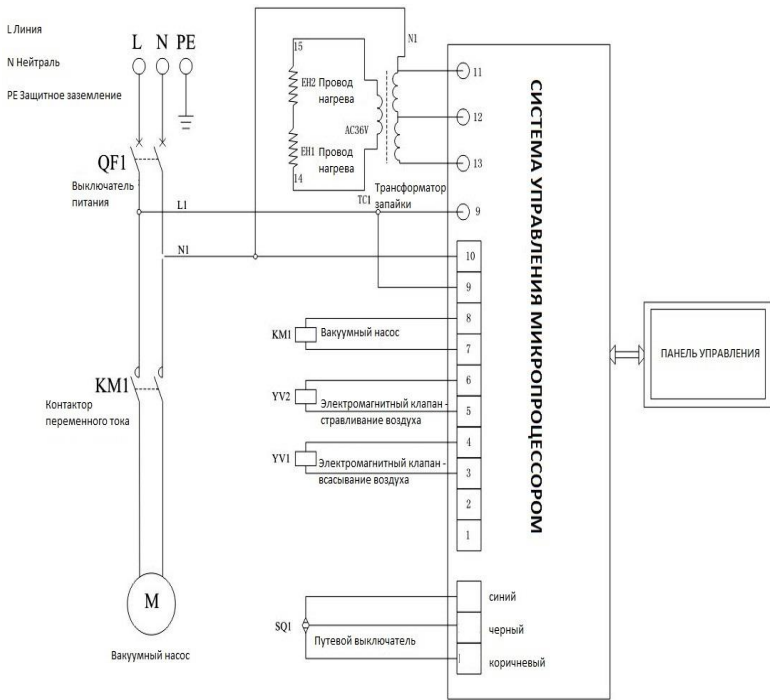 L Линия
N Нейтраль
PE Защитное заземление
L N PE
QF1
Выключатель
питания
L1
N1
KM1
Контактор
переменного тока
M
Вакуумный насос
N1
15
EH2 Провод
нагрева
AC36V
EH1 Провод
нагрева
14
TC1
Трансформатор
запайки
11
12
13
9
10
9
8
7
6
5
4
3
2
1
KM1
Вакуумный насос
YV2
Электромагнитный клапан -
стравливание воздуха
YV1
Электромагнитный клапан -
всасывание воздуха
SQ1
Путевой выключатель
синий
черный
коричневый
СИСТЕМА УПРАВЛЕНИЯ МИКРОПРОЦЕССОРОМ
ПАНЕЛЬ УПРАВЛЕНИЯ